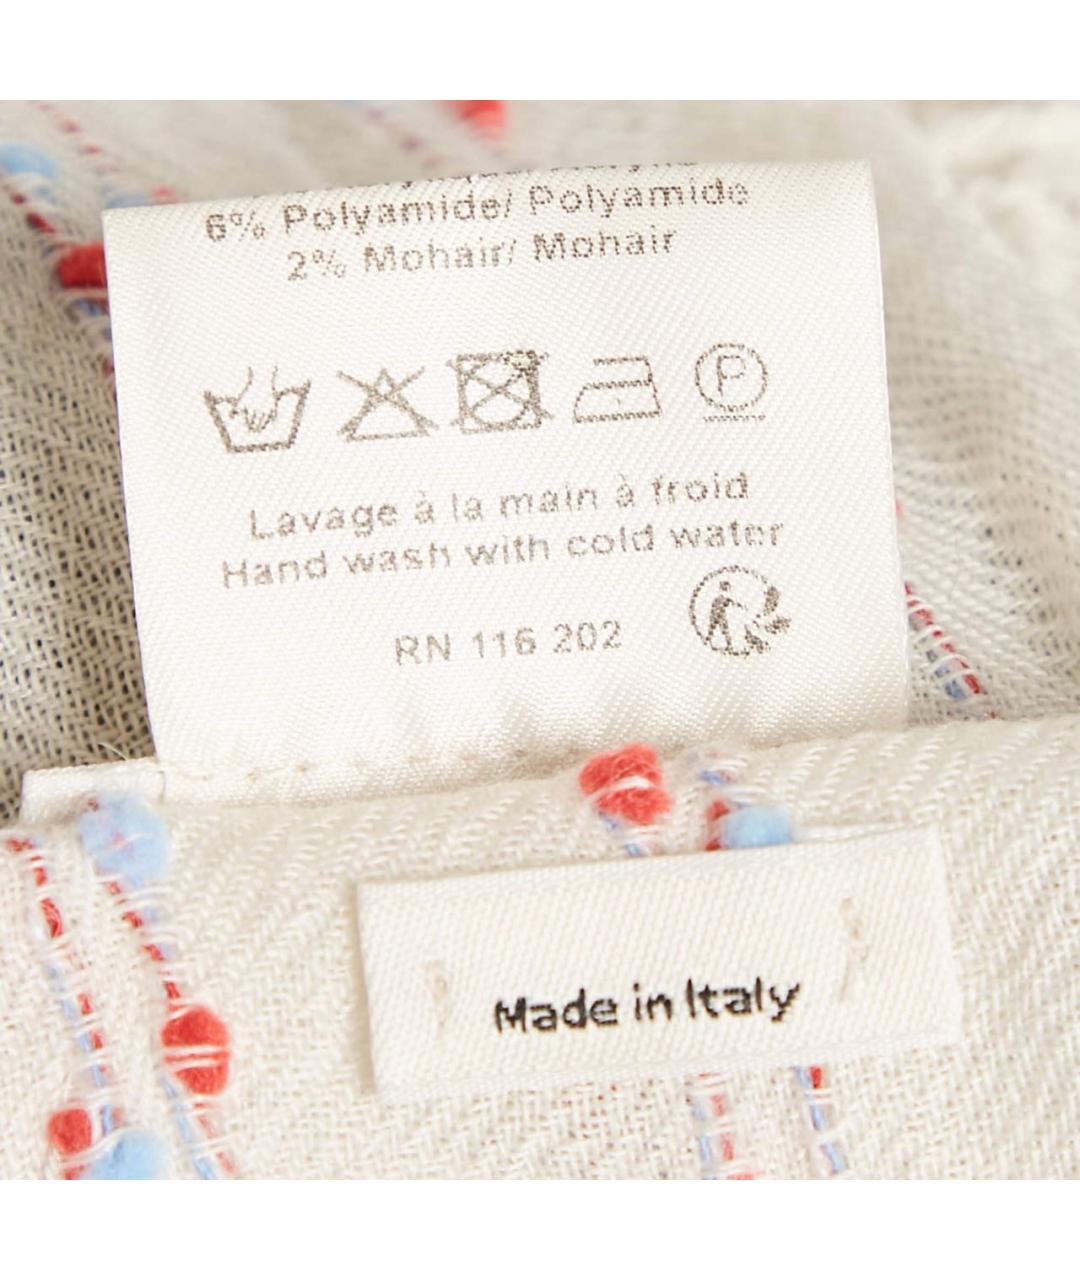 6% Polyamide/ Polyamide
2% Mohair/ Mohair
P
Lavage à la main à froid
Hand wash with cold water
RN 116 202
Made in Italy